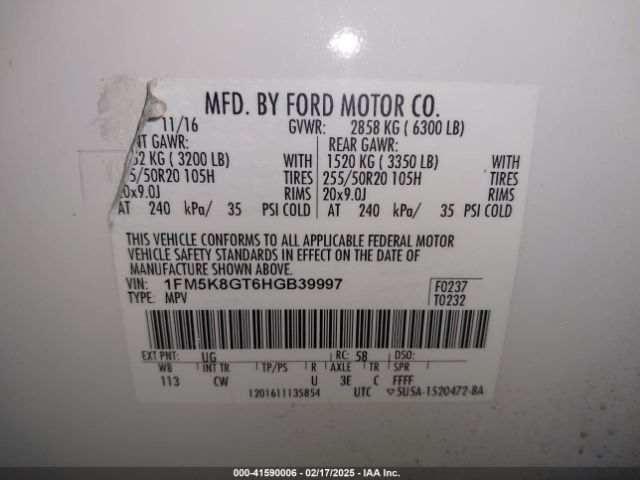 MFD. BY FORD MOTOR CO.
11/16 GVWR: 2858 KG ( 6300 LB)
NT GAWR: REAR GAWR:
52 KG ( 3200 LB) WITH 1520 KG ( 3350 LB) WITH
5/50R20 105H TIRES 255/50R20 105H TIRES
20x9.0J RIMS 20x9.0J RIMS
AT 240 kPa/ 35 PSI COLD AT 240 kPa/ 35 PSI COLD
THIS VEHICLE CONFORMS TO ALL APPLICABLE FEDERAL MOTOR
VEHICLE SAFETY STANDARDS IN EFFECT ON THE DATE OF
MANUFACTURE SHOWN ABOVE.
VIN: 1FM5K8GT6HGB39997 F0237
TYPE: MPV T0232
EXT PNT: UG RC: 58 DSO:
WB INT TR TP/PS R AXLE TR SPR
113 CW U 3E C FFFF
1201611135854 UTC ▽5U5A-1520472-BA
000-41590006 - 02/17/2025 - IAA Inc.